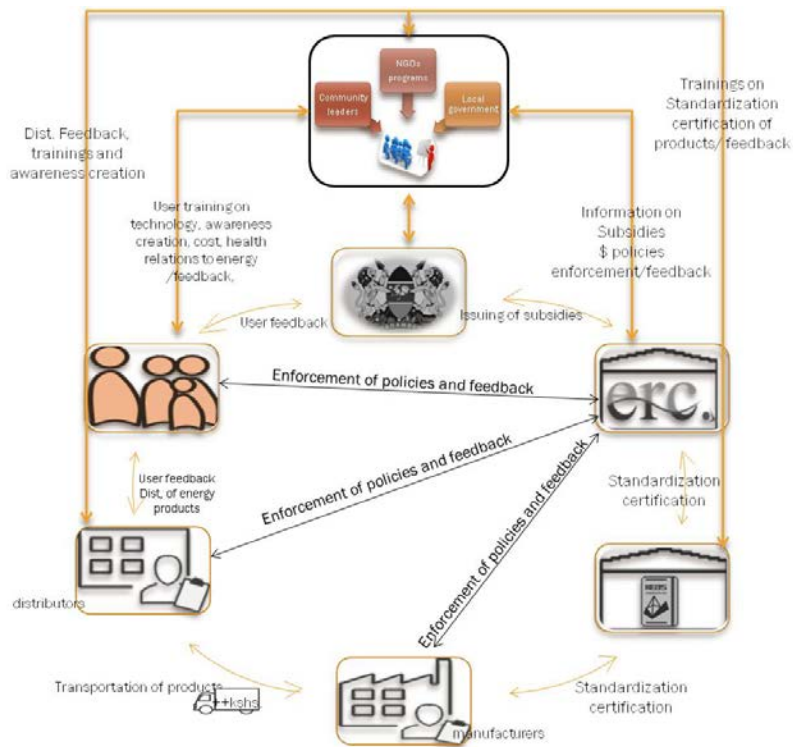 NGOs
programs
Community
leaders
Local
government
Trainings on
Standardization
certification of
products/ feedback
Dist. Feedback,
trainings and
awareness creation
User training on
technology, awareness
creation, cost, health
relations to energy
/feedback,
Information on
Subsidies
$ policies
enforcement/feedback
User feedback
Issuing of subsidies
Enforcement of policies and feedback
erc.
Enforcement of policies and feedback
Enforcement of policies and feedback
User feedback
Dist. of energy
products
Standardization
certification
KEBS
distributors
Transportation of products
++kshs.
manufacturers
Standardization
certification